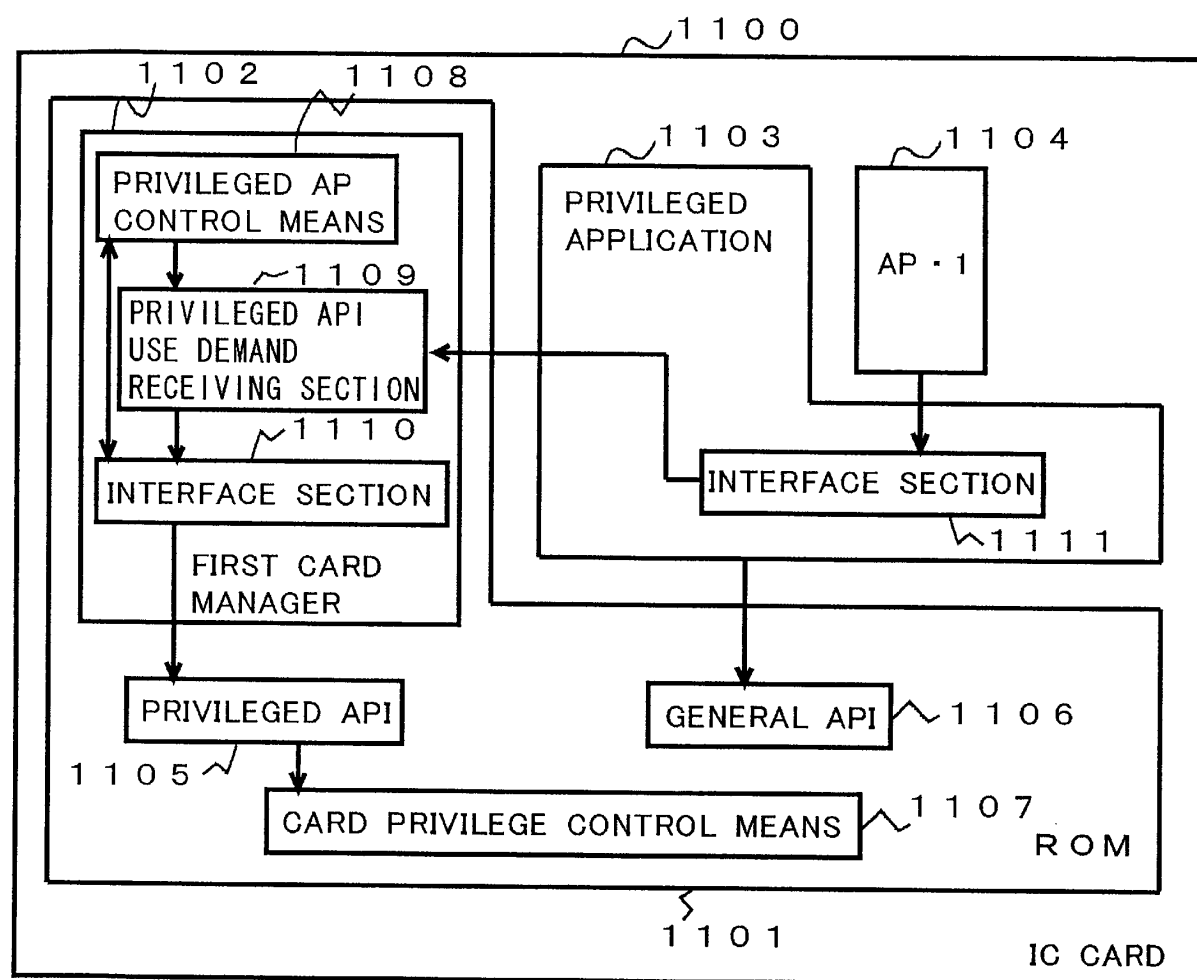 1100
1102
1108
1103
1104
PRIVILEGED AP
CONTROL MEANS
PRIVILEGED
APPLICATION
AP・1
1109
PRIVILEGED API
USE DEMAND
RECEIVING SECTION
1110
INTERFACE SECTION
INTERFACE SECTION
1111
FIRST CARD
MANAGER
PRIVILEGED API
GENERAL API
1106
1105
CARD PRIVILEGE CONTROL MEANS
1107
ROM
1101
IC CARD